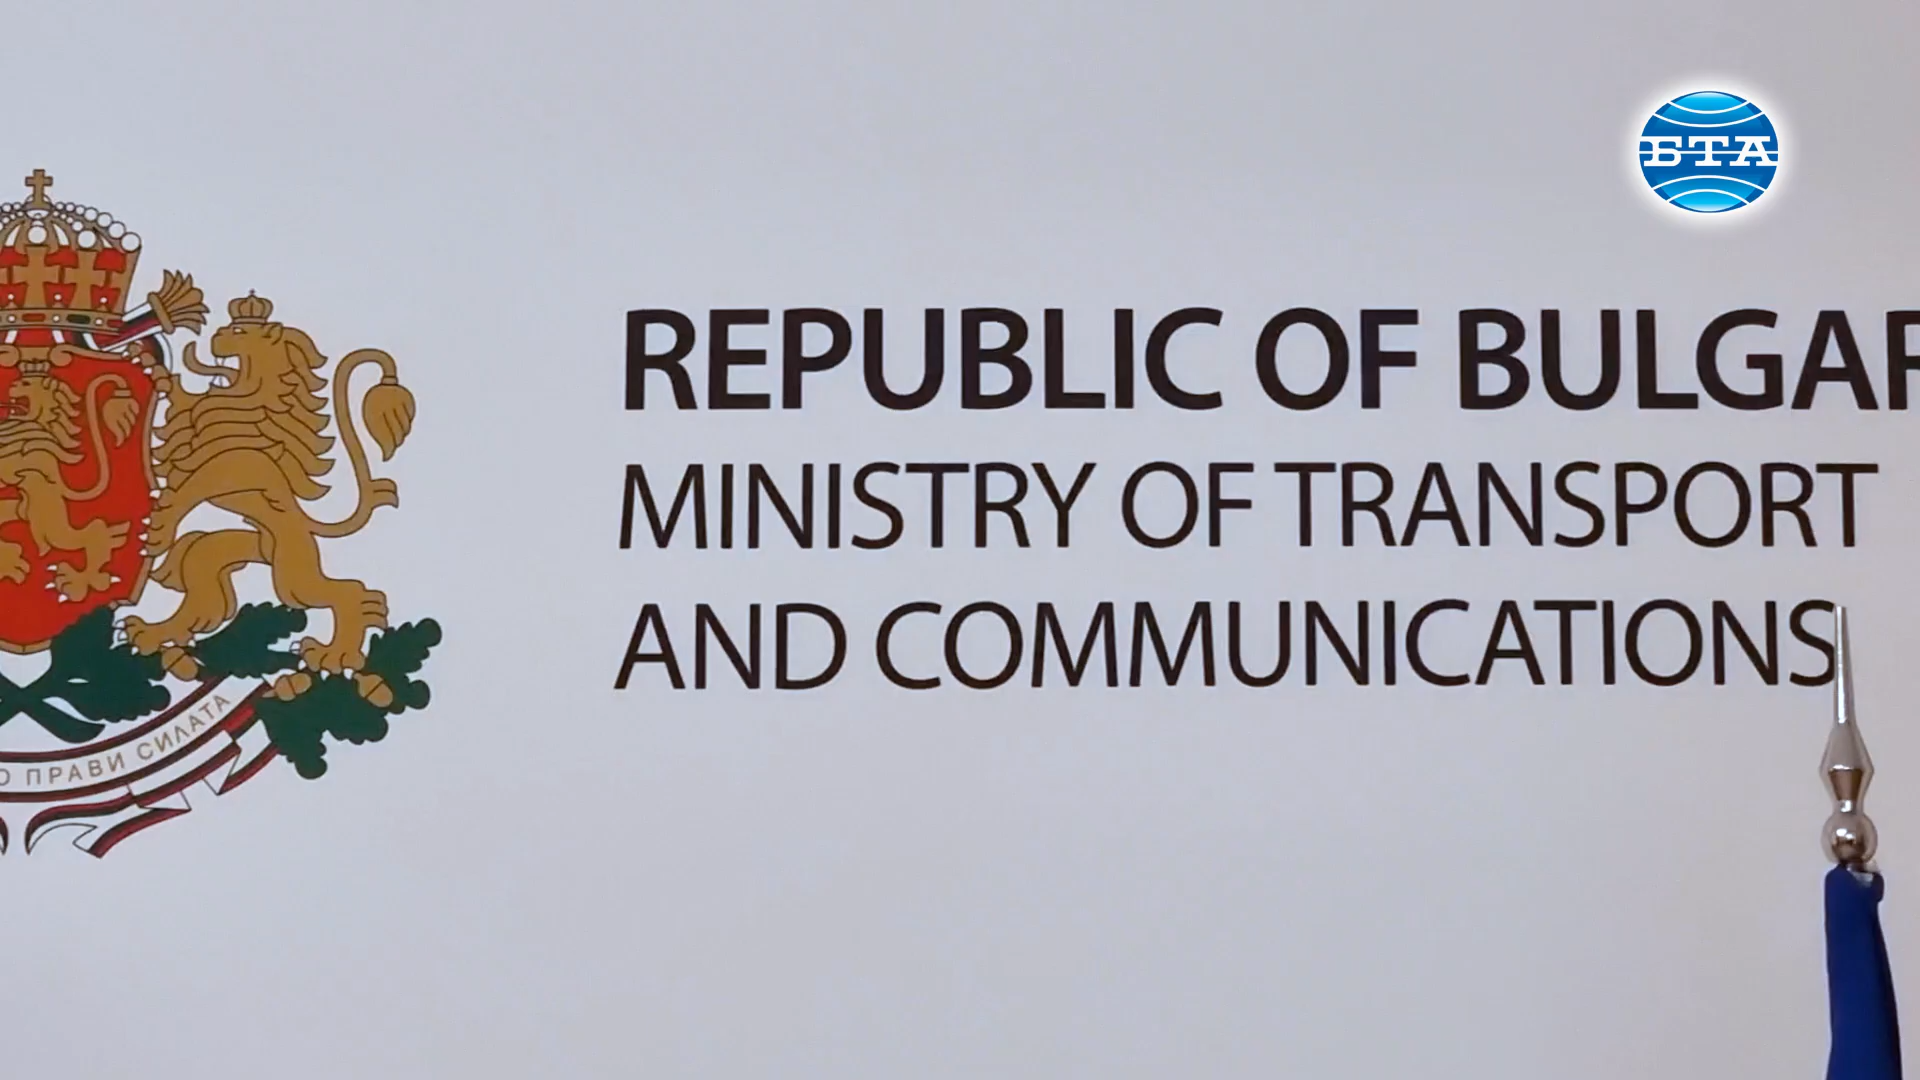 БТА
REPUBLIC OF BULGAR
MINISTRY OF TRANSPORT
AND COMMUNICATIONS
О ПРАВИ СИЛАТА